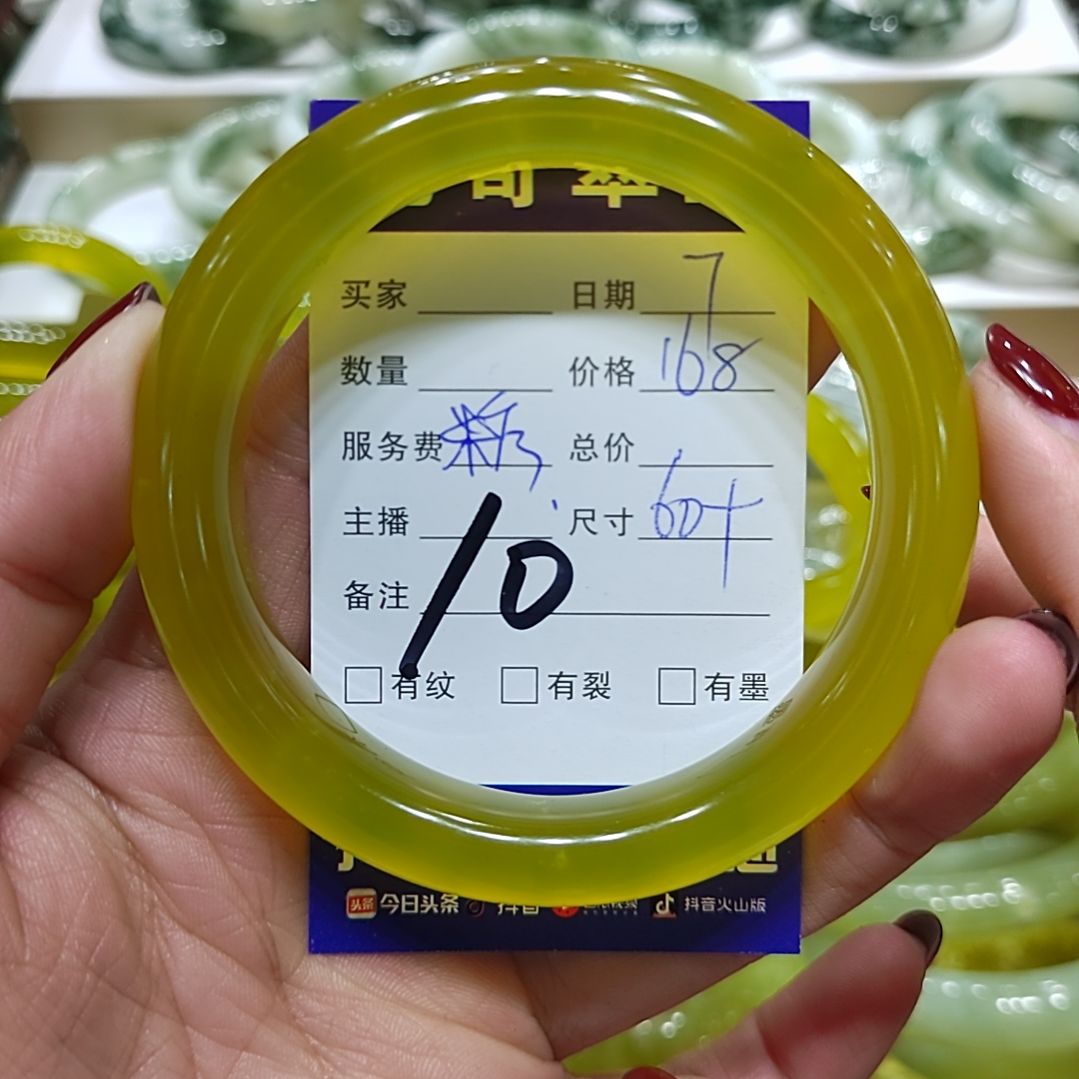 买家 日期 7
数量 价格 168
服务费 总价
主播 尺寸 60+
备注 10
有纹 有裂 有墨
今日头条 抖音 抖音火山版